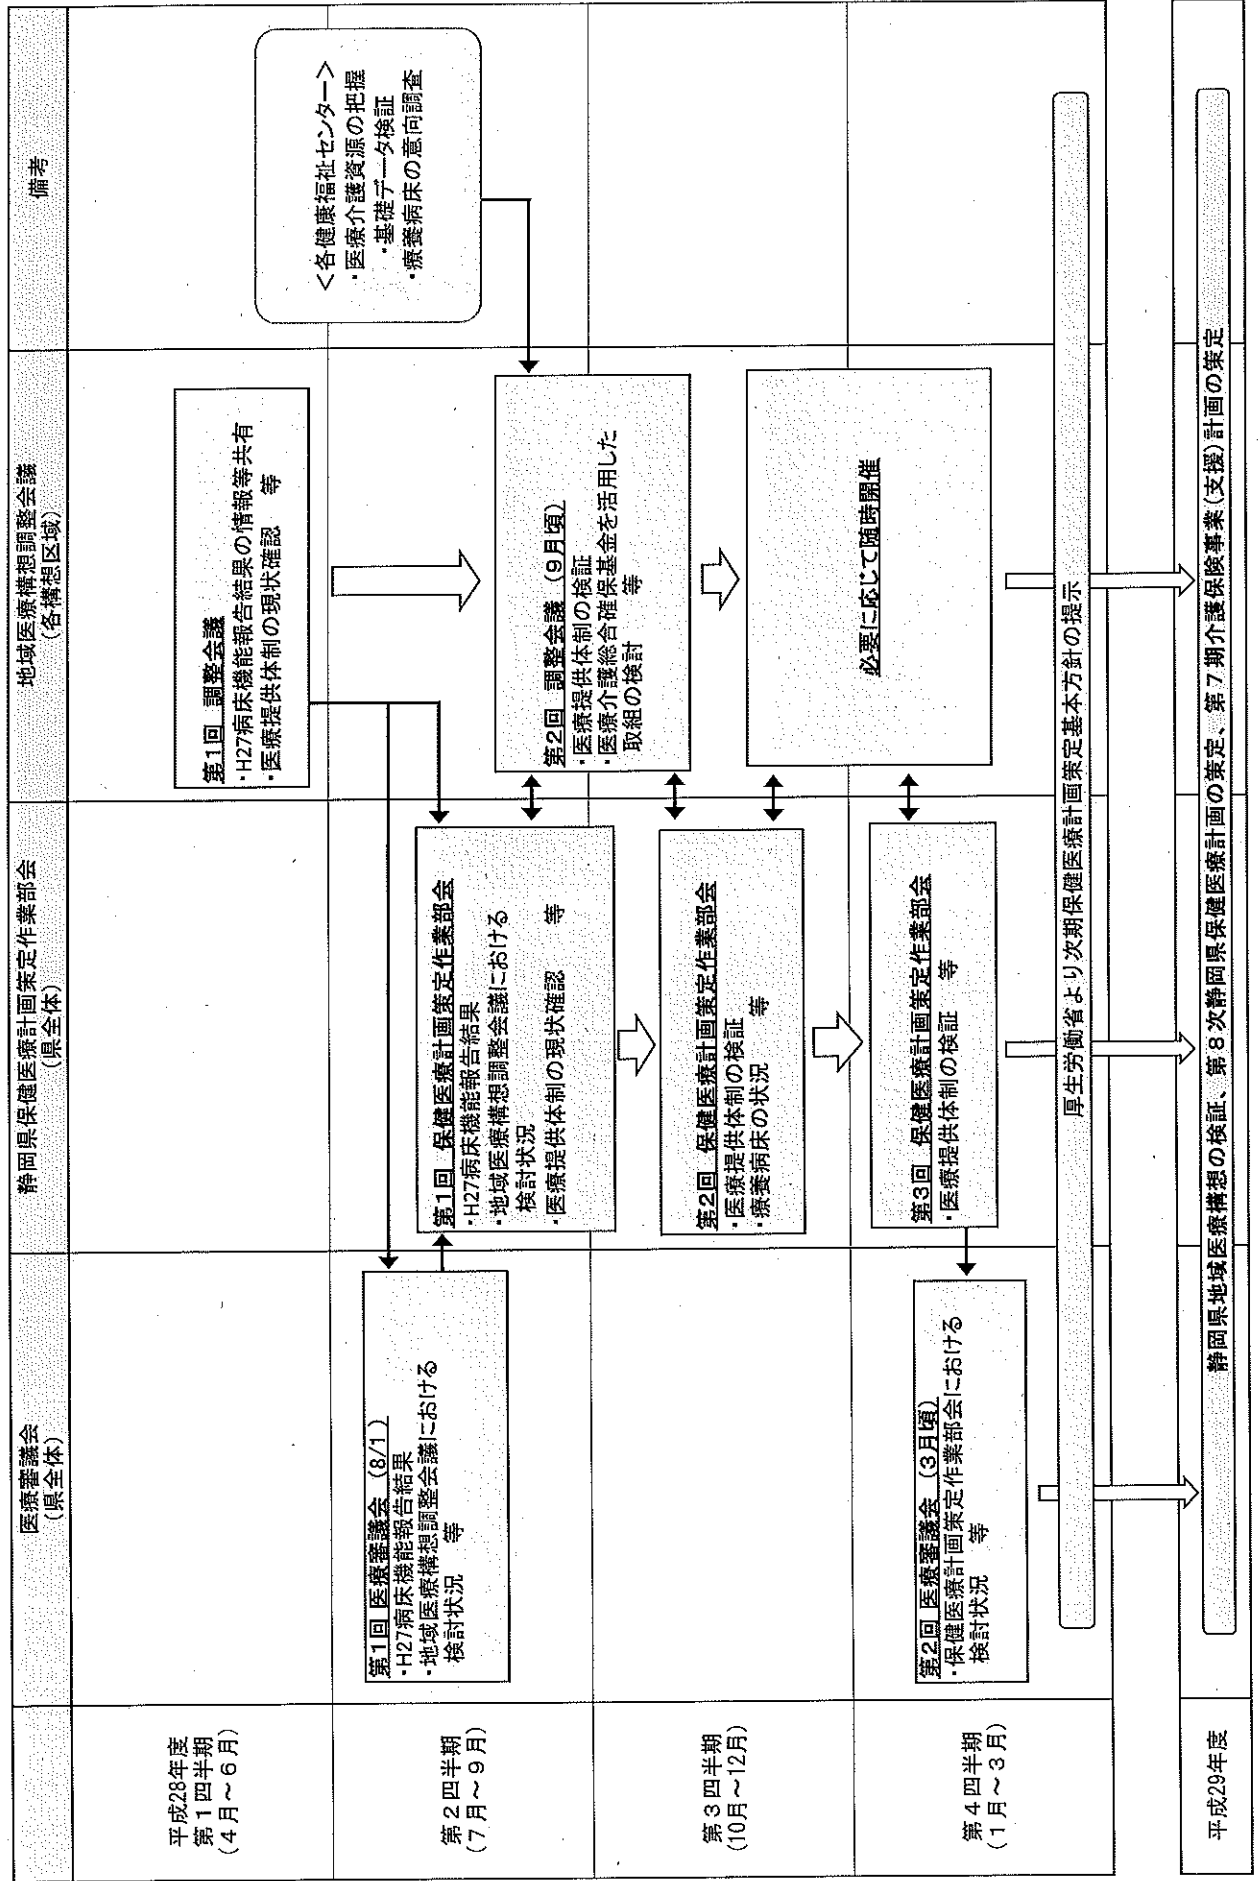 医療審議会
(県全体)
静岡県保健医療計画策定作業部会
(県全体)
地域医療構想調整会議
(各構想区域)
備考
平成28年度
第1四半期
(4月～6月)
第1回 調整会議
・H27病床機能報告結果の情報等共有
・医療提供体制の現状確認 等
第2四半期
(7月～9月)
第1回 医療審議会 (8/1)
・H27病床機能報告結果
・地域医療構想調整会議における
検討状況 等
第1回 保健医療計画策定作業部会
・H27病床機能報告結果
・地域医療構想調整会議における
検討状況
・医療提供体制の現状確認 等
第2回 調整会議 (9月頃)
・医療提供体制の検証
・医療介護総合確保基金を活用した
取組の検討 等
＜各健康福祉センター＞
・医療介護資源の把握
・基礎データ検証
・療養病床の意向調査
第3四半期
(10月～12月)
第2回 保健医療計画策定作業部会
・医療提供体制の検証
・療養病床の状況 等
必要に応じて随時開催
第4四半期
(1月～3月)
第2回 医療審議会 (3月頃)
・保健医療計画策定作業部会における
検討状況 等
第3回 保健医療計画策定作業部会
・医療提供体制の検証 等
厚生労働省より次期保健医療計画策定基本方針の提示
平成29年度
静岡県地域医療構想の検証、第8次静岡県保健医療計画の策定、第7期介護保険事業(支援)計画の策定